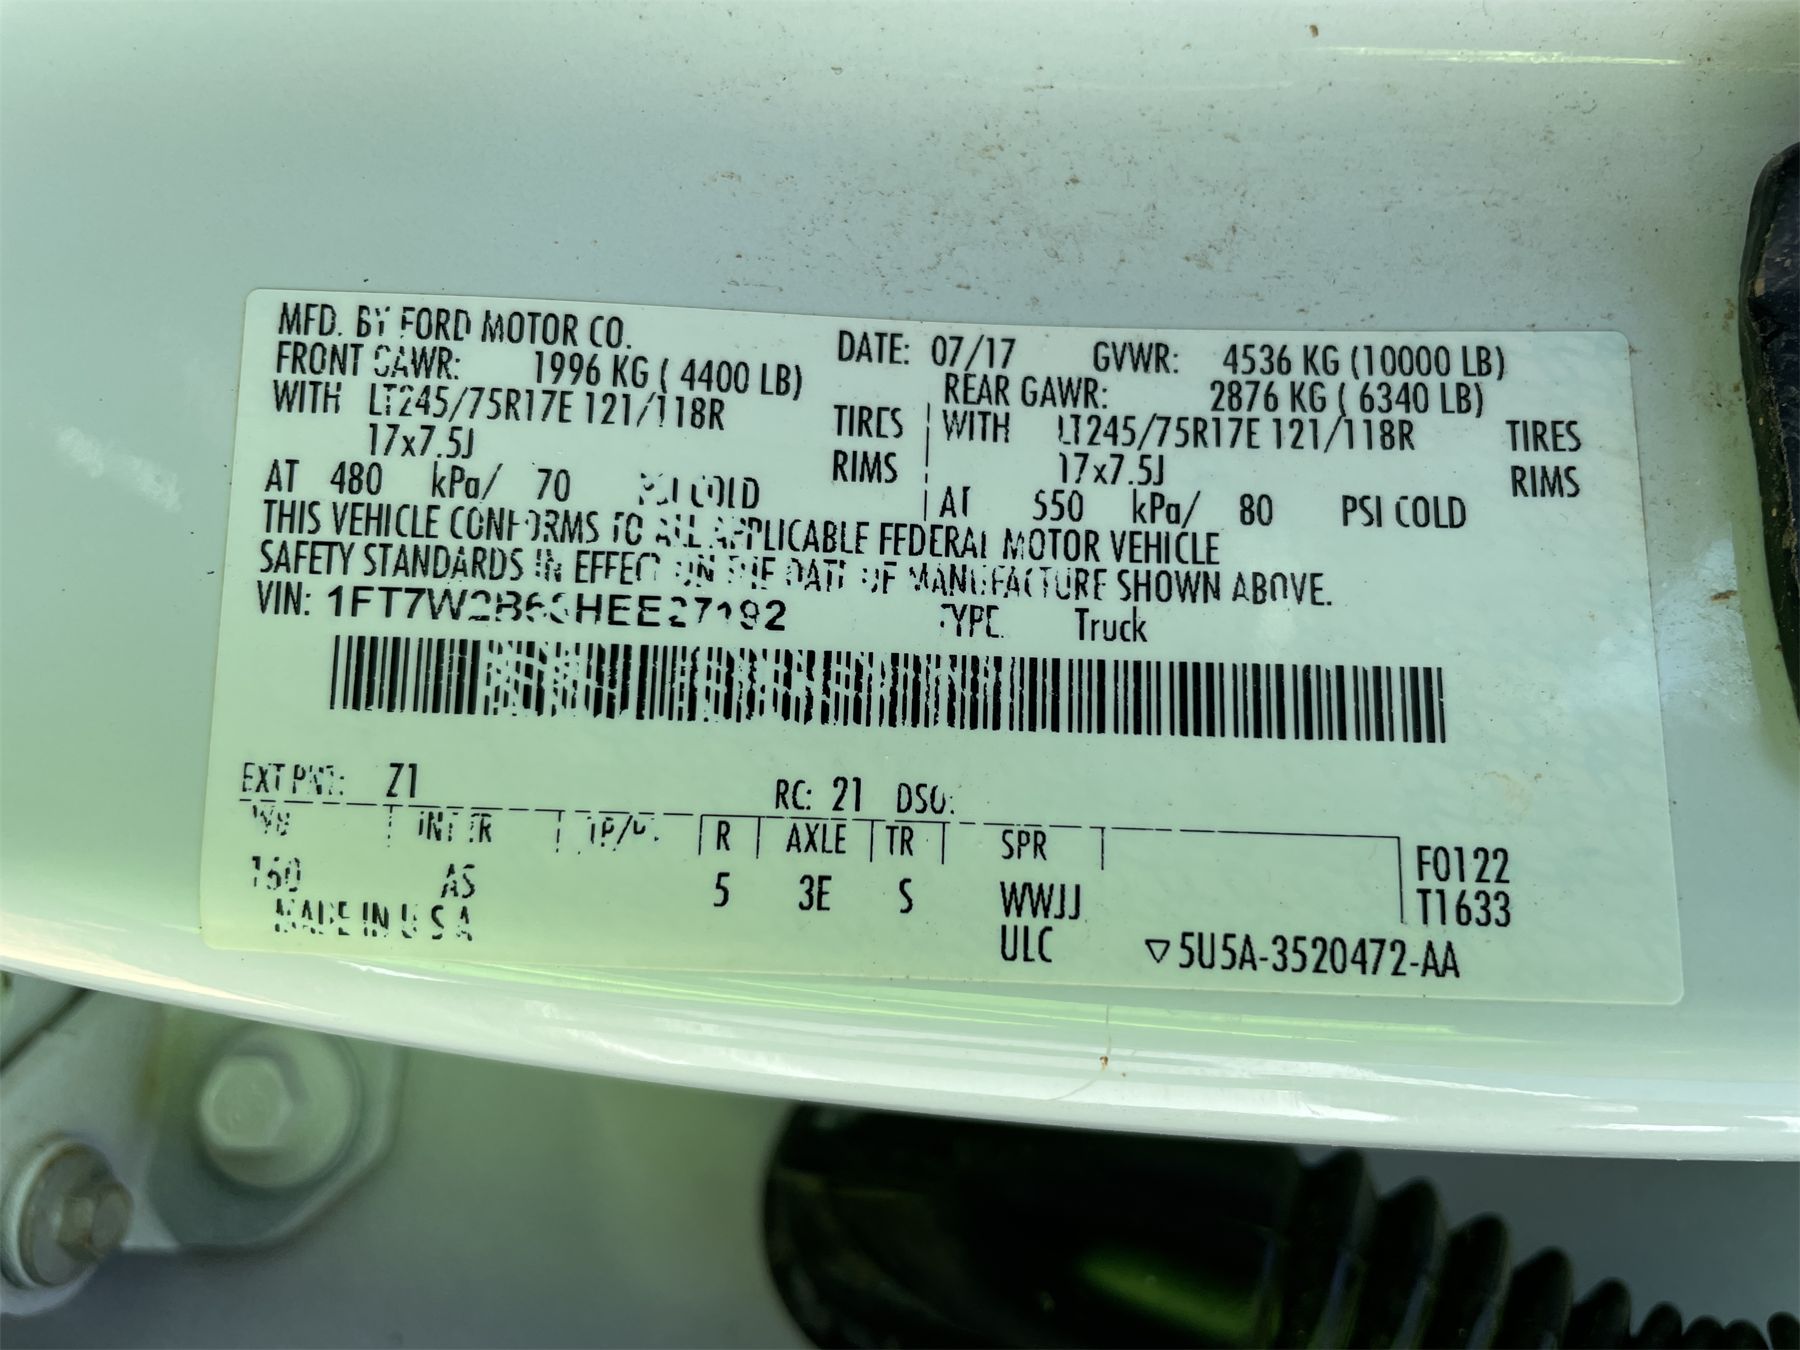 MFD. BY FORD MOTOR CO.
DATE: 07/17 GVWR: 4536 KG (10000 LB)
FRONT GAWR: 1996 KG ( 4400 LB)
REAR GAWR: 2876 KG ( 6340 LB)
WITH LT245/75R17E 121/118R TIRES
WITH LT245/75R17E 121/118R TIRES
17x7.5J RIMS
17x7.5J RIMS
AT 480 kPa/ 70 PSI COLD
AT 550 kPa/ 80 PSI COLD
THIS VEHICLE CONFORMS TO ALL APPLICABLE FEDERAL MOTOR VEHICLE
SAFETY STANDARDS IN EFFECT ON THE DATE OF MANUFACTURE SHOWN ABOVE.
VIN: TYPE: Truck
EXT PNT: Z1 RC: 21 DSO:
WB INT TR TP/PS R AXLE TR SPR
160 AS 5 3E S WWJJ
F0122
T1633
MADE IN U S A
ULC ▽5U5A-3520472-AA